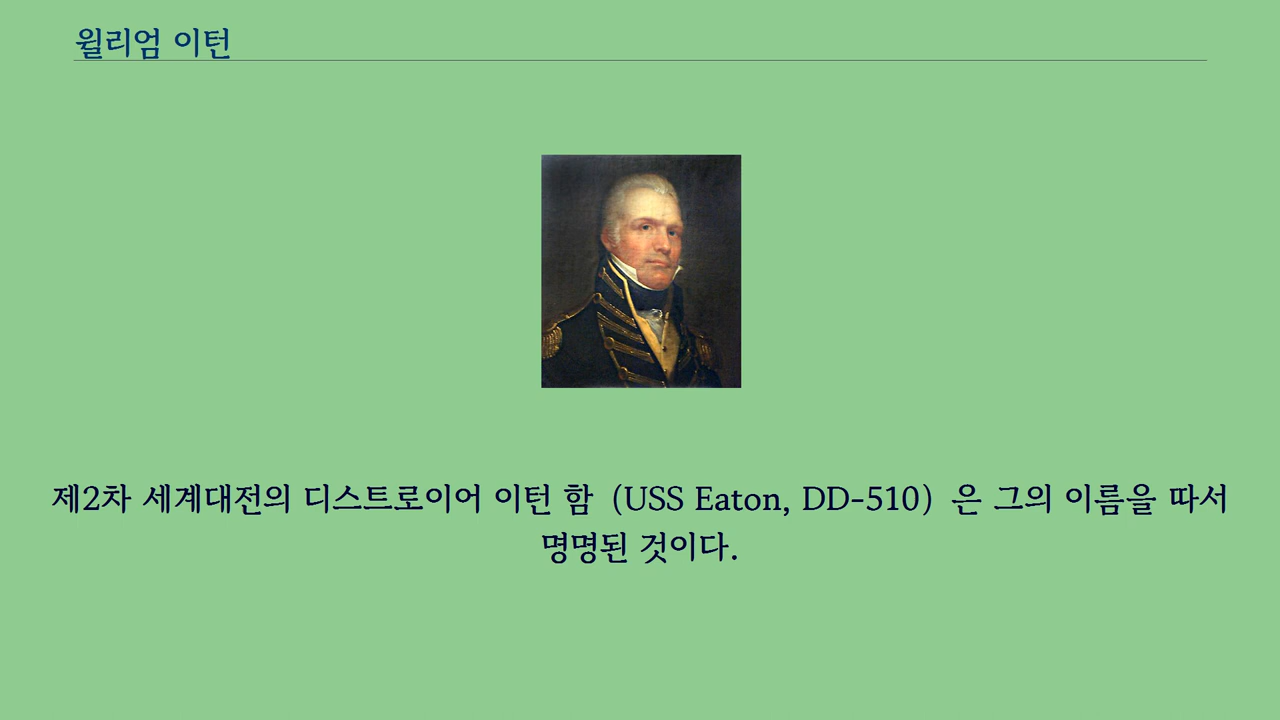 윌리엄 이턴
제2차 세계대전의 디스트로이어 이턴 함（USS Eaton, DD-510）은 그의 이름을 따서
명명된 것이다.